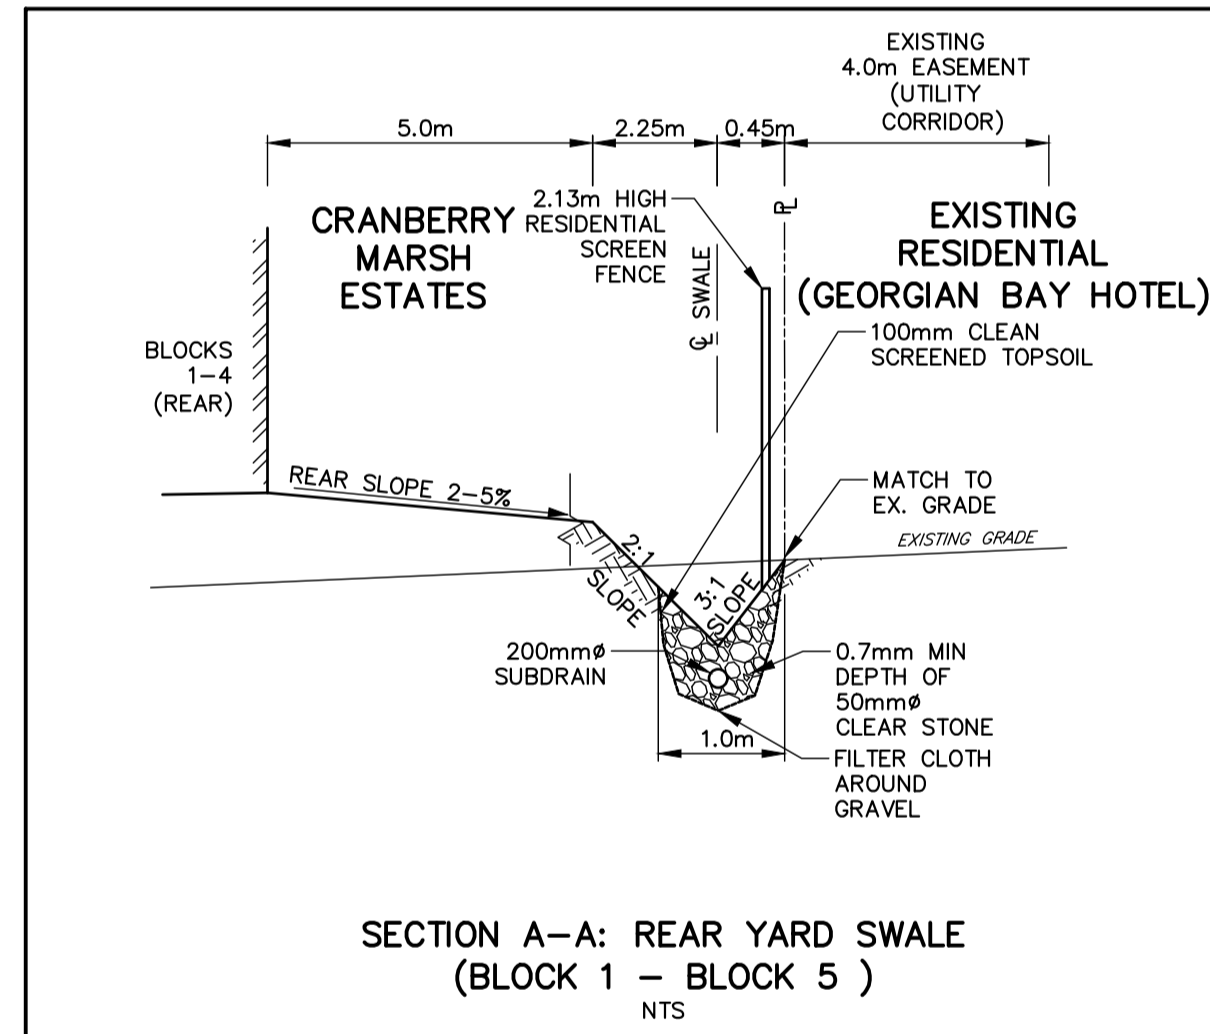 EXISTING
4.0m EASEMENT
(UTILITY
CORRIDOR)
5.0m
2.25m
0.45m
2.13m HIGH
RESIDENTIAL
SCREEN
FENCE
CRANBERRY
MARSH
ESTATES
℄ SWALE
PL
EXISTING
RESIDENTIAL
(GEORGIAN BAY HOTEL)
100mm CLEAN
SCREENED TOPSOIL
BLOCKS
1-4
(REAR)
REAR SLOPE 2-5%
MATCH TO
EX. GRADE
EXISTING GRADE
2:1
SLOPE
3:1
SLOPE
200mmø
SUBDRAIN
0.7mm MIN
DEPTH OF
50mmø
CLEAR STONE
1.0m
FILTER CLOTH
AROUND
GRAVEL
SECTION A-A: REAR YARD SWALE
(BLOCK 1 - BLOCK 5 )
NTS